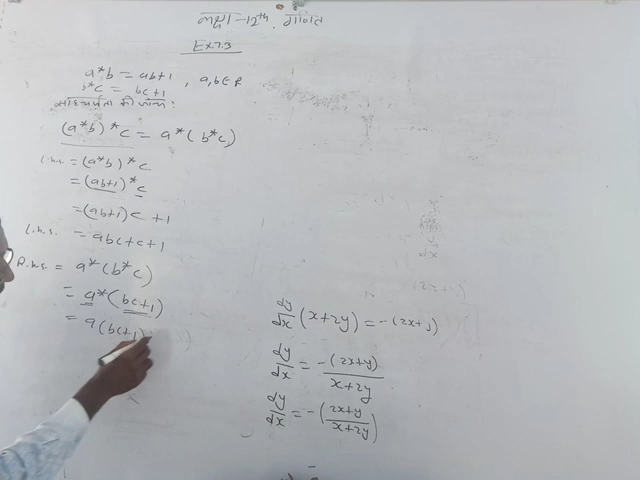 कक्षा-12th. गणित
Ex 7.3
a*b = ab+1 , a,b ∈ R
b*c = bc+1
साहचर्यता की जाँच:
(a*b)*c = a*(b*c)
L.h.s. = (a*b)*c
= (ab+1)*c
= (ab+1)c +1
L.h.s. = abc+c+1
R.h.s. = a*(b*c)
= a*(bc+1)
= a(bc+1)
dy/dx (x+2y) = -(2x+y)
dy/dx = -(2x+y)/x+2y
dy/dx = -(2x+y/x+2y)